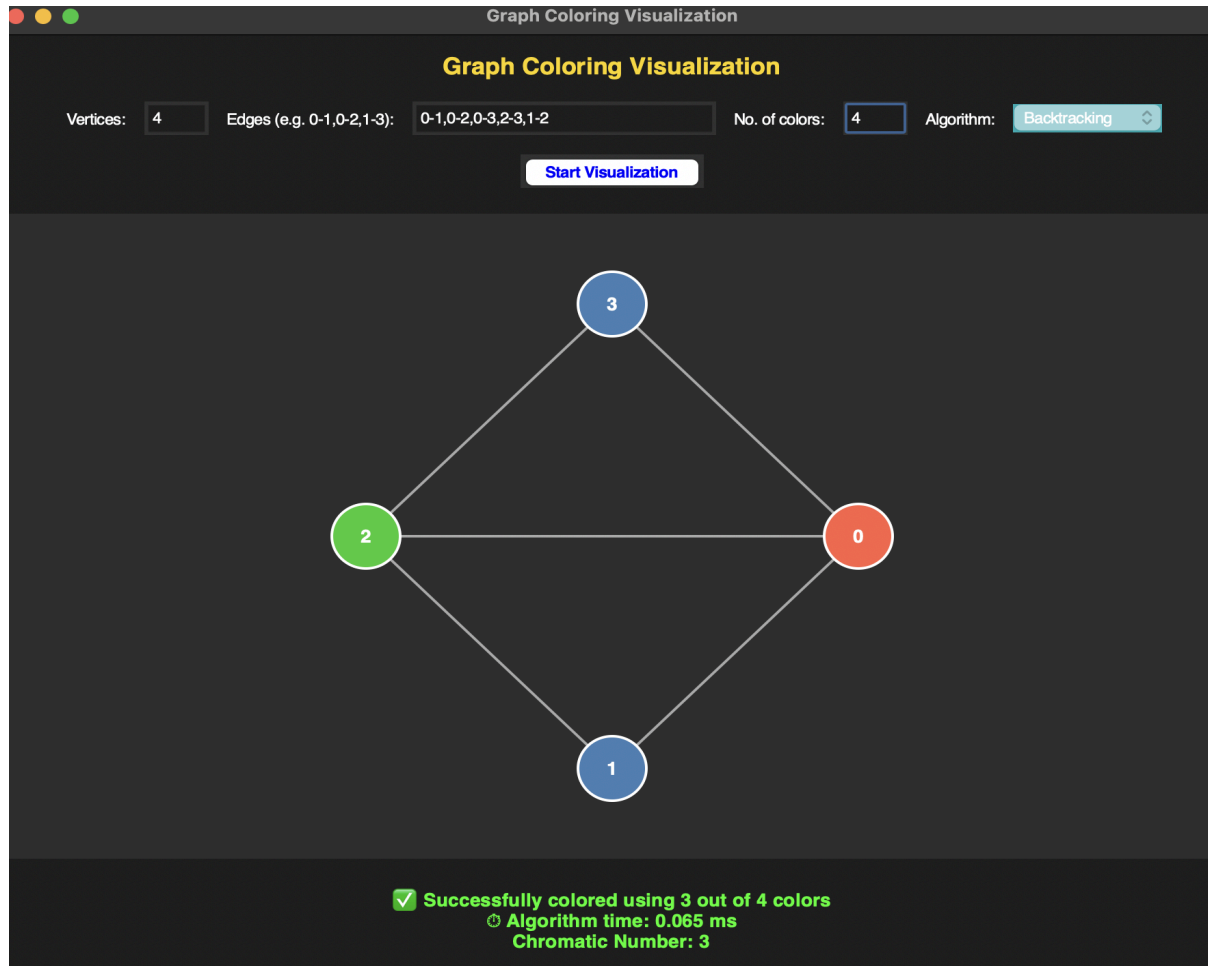 Graph Coloring Visualization
Graph Coloring Visualization
Vertices: 4 Edges (e.g. 0-1,0-2,1-3): 0-1,0-2,0-3,2-3,1-2 No. of colors: 4 Algorithm: Backtracking
Start Visualization
3
2 0
1
✅ Successfully colored using 3 out of 4 colors
⏱ Algorithm time: 0.065 ms
Chromatic Number: 3